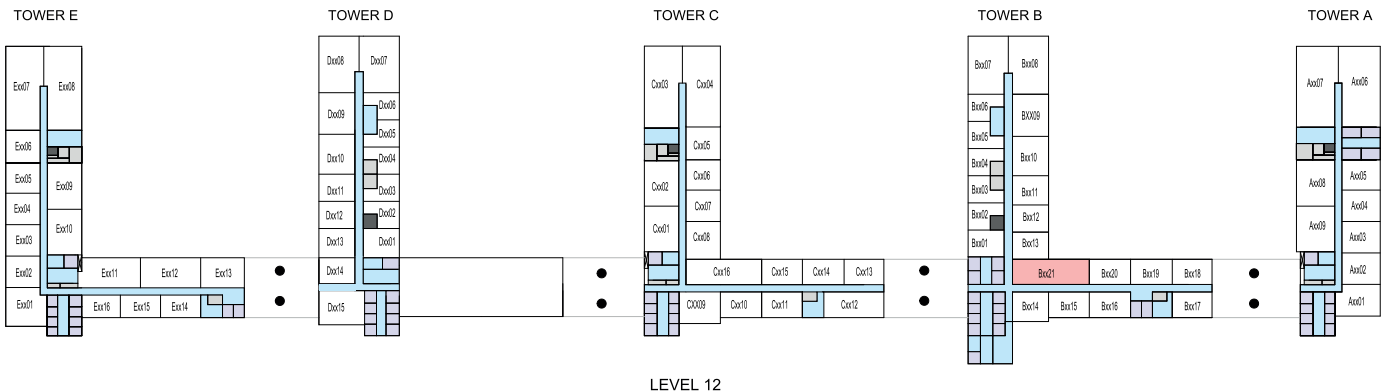 TOWER E
TOWER D
TOWER C
TOWER B
TOWER A
Exx07
Exx08
Exx06
Exx05
Exx09
Exx04
Exx03
Exx10
Exx02
Exx11
Exx12
Exx13
Exx01
Exx16
Exx15
Exx14
Dxx08
Dxx07
Dxx09
Dxx06
Dxx05
Dxx10
Dxx04
Dxx11
Dxx03
Dxx12
Dxx02
Dxx13
Dxx01
Dxx14
Dxx15
Cxx03
Cxx04
Cxx05
Cxx02
Cxx06
Cxx07
Cxx01
Cxx08
Cxx16
Cxx15
Cxx14
Cxx13
CXX09
Cxx10
Cxx11
Cxx12
Bxx07
Bxx08
Bxx06
BXX09
Bxx05
Bxx04
Bxx10
Bxx03
Bxx11
Bxx02
Bxx12
Bxx01
Bxx13
Bxx21
Bxx20
Bxx19
Bxx18
Bxx14
Bxx15
Bxx16
Bxx17
Axx07
Axx06
Axx08
Axx05
Axx04
Axx09
Axx03
Axx02
Axx01
LEVEL 12